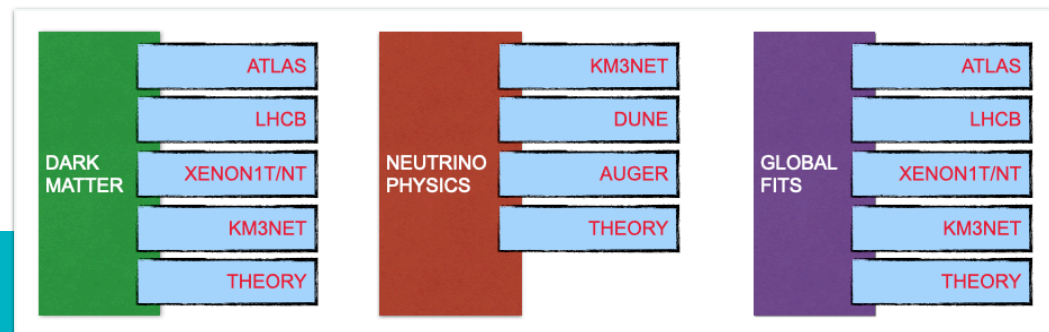 DARK
MATTER
ATLAS
LHCB
XENON1T/NT
KM3NET
THEORY
NEUTRINO
PHYSICS
KM3NET
DUNE
AUGER
THEORY
GLOBAL
FITS
ATLAS
LHCB
XENON1T/NT
KM3NET
THEORY